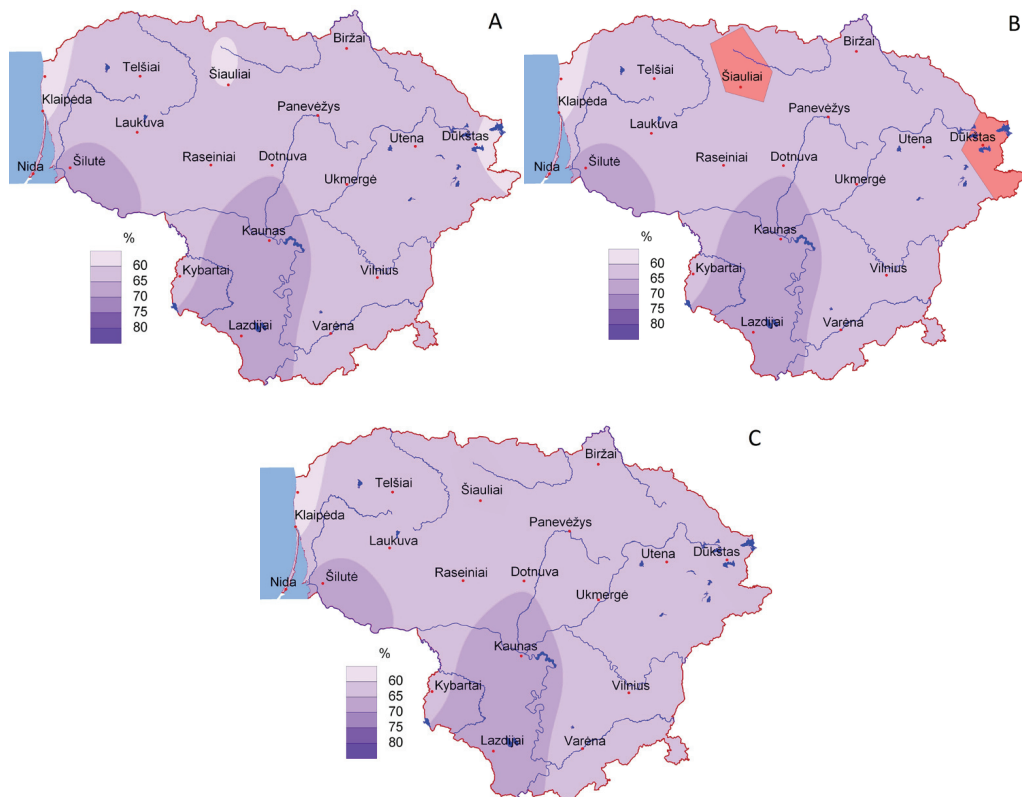 A
Biržai
Telšiai
Šiauliai
Klaipėda
Panevėžys
Laukuva
Utena
Dūkštas
Nida
Šilutė
Raseiniai
Dotnuva
Ukmergė
Kaunas
%
60
65
70
75
80
Kybartai
Vilnius
Lazdijai
Varėna
B
Biržai
Telšiai
Šiauliai
Klaipėda
Panevėžys
Laukuva
Utena
Dūkštas
Nida
Šilutė
Raseiniai
Dotnuva
Ukmergė
Kaunas
%
60
65
70
75
80
Kybartai
Vilnius
Lazdijai
Varėna
C
Biržai
Telšiai
Šiauliai
Klaipėda
Panevėžys
Laukuva
Utena
Dūkštas
Nida
Šilutė
Raseiniai
Dotnuva
Ukmergė
Kaunas
%
60
65
70
75
80
Kybartai
Vilnius
Lazdijai
Varėna